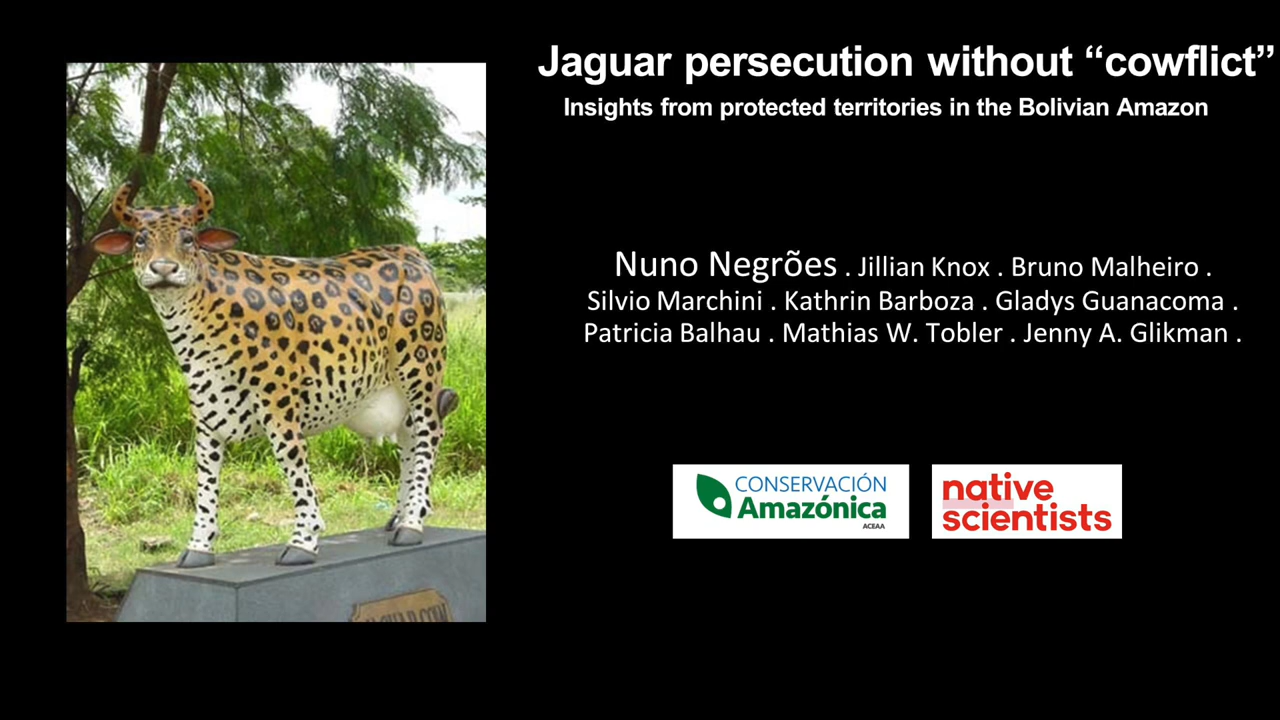 Jaguar persecution without “cowflict”
Insights from protected territories in the Bolivian Amazon
Nuno Negrões . Jillian Knox . Bruno Malheiro .
Silvio Marchini . Kathrin Barboza . Gladys Guanacoma .
Patricia Balhau . Mathias W. Tobler . Jenny A. Glikman .
CONSERVACIÓN
Amazónica
ACEAA
native
scientists